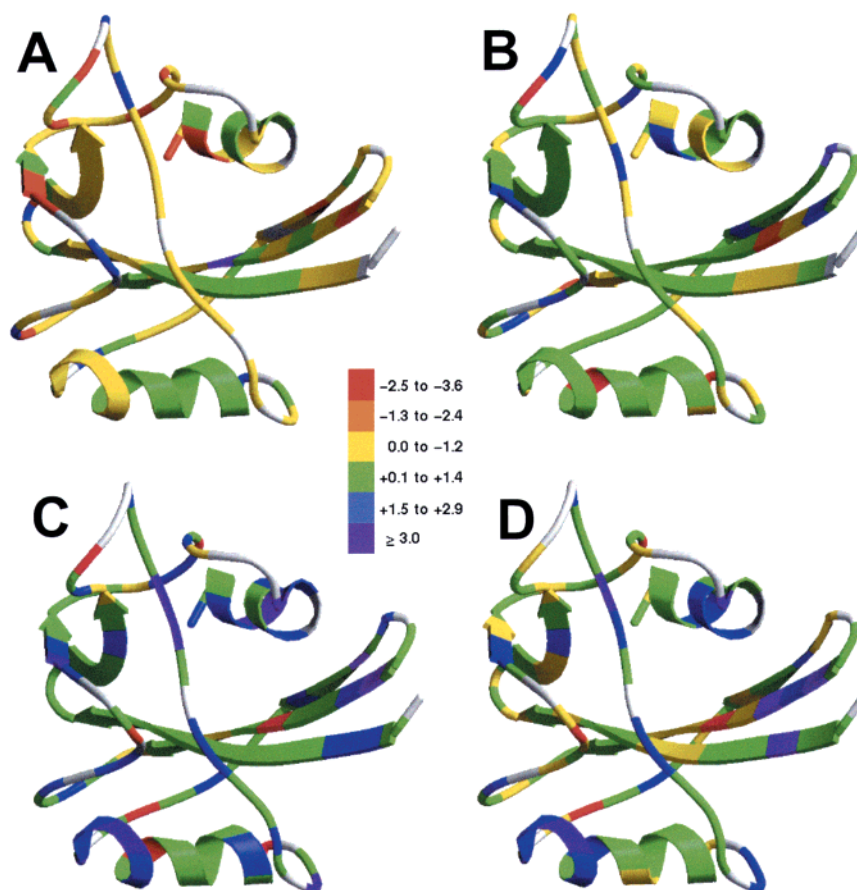 A
B
−2.5 to −3.6
−1.3 to −2.4
0.0 to −1.2
+0.1 to +1.4
+1.5 to +2.9
≥ 3.0
C
D